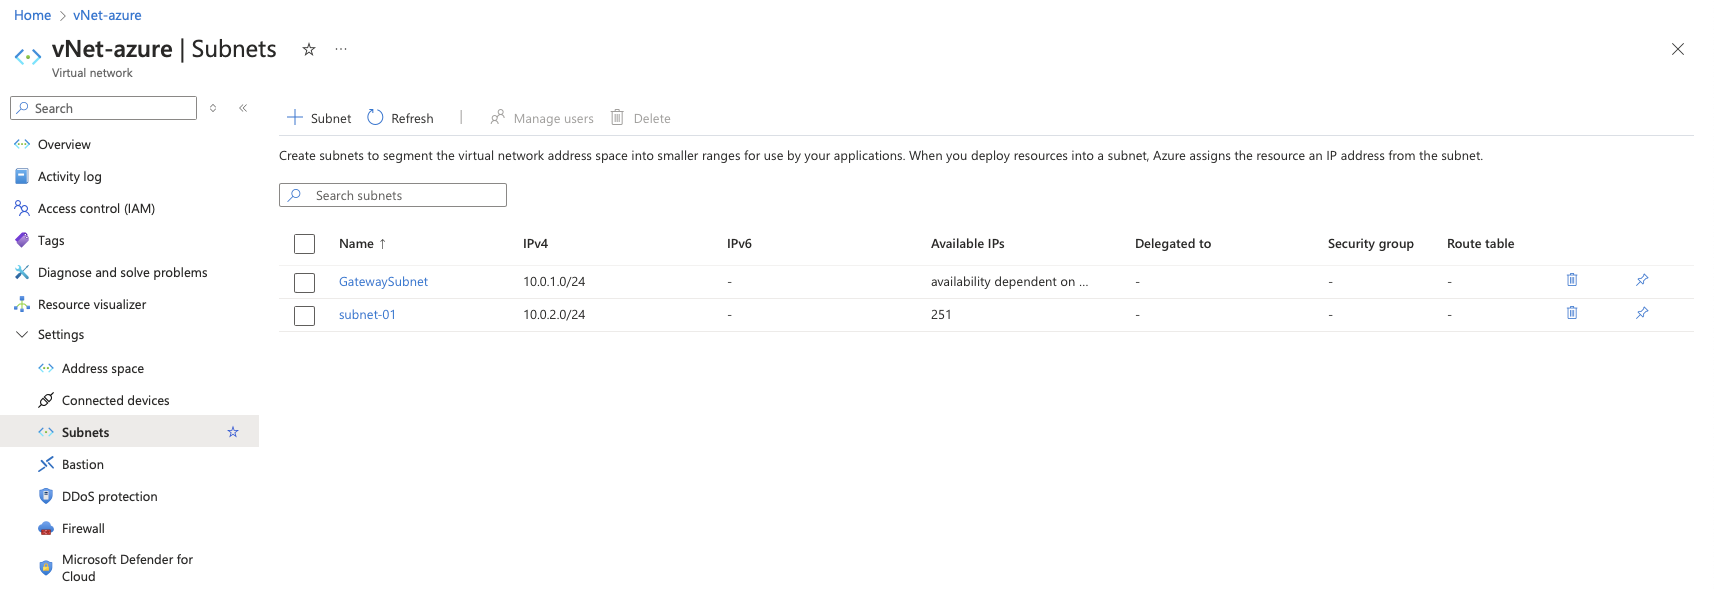 Home > vNet-azure
vNet-azure | Subnets ☆ ···
Virtual network
Search
Overview
Activity log
Access control (IAM)
Tags
Diagnose and solve problems
Resource visualizer
Settings
Address space
Connected devices
Subnets
Bastion
DDoS protection
Firewall
Microsoft Defender for
Cloud
+ Subnet Refresh | Manage users Delete
Create subnets to segment the virtual network address space into smaller ranges for use by your applications. When you deploy resources into a subnet, Azure assigns the resource an IP address from the subnet.
Search subnets
Name ↑ IPv4 IPv6 Available IPs Delegated to Security group Route table
GatewaySubnet 10.0.1.0/24 - availability dependent on ... - - -
subnet-01 10.0.2.0/24 - 251 - - -